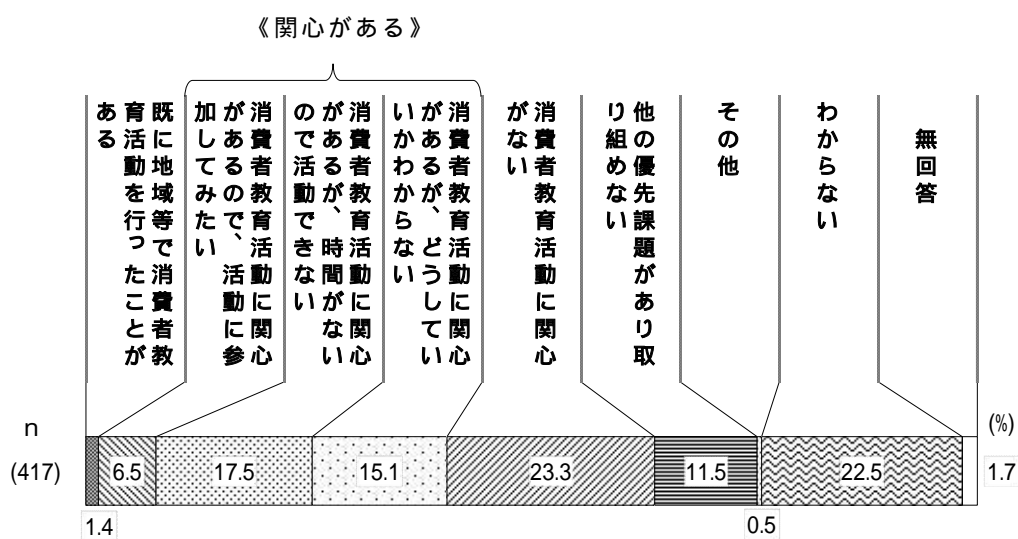 《関心がある》
既に地域等で消費者教
育活動を行ったことが
ある
消費者教育活動に関心
があるので、活動に参
加してみたい
消費者教育活動に関心
があるが、時間がない
ので活動できない
消費者教育活動に関心
があるが、どうしてい
いかわからない
消費者教育活動に関心
がない
他の優先課題があり取
り組めない
その他
わからない
無回答
n
(%)
(417)
6.5
17.5
15.1
23.3
11.5
22.5
1.7
1.4
0.5